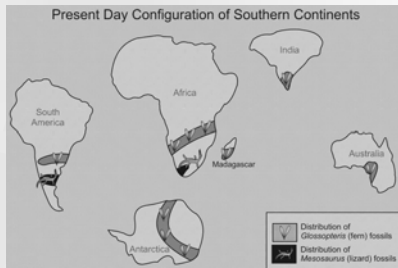 Present Day Configuration of Southern Continents
India
Africa
South
America
Madagascar
Australia
Antarctica
Distribution of
Glossopteris (fern) fossils
Distribution of
Mesosaurus (lizard) fossils